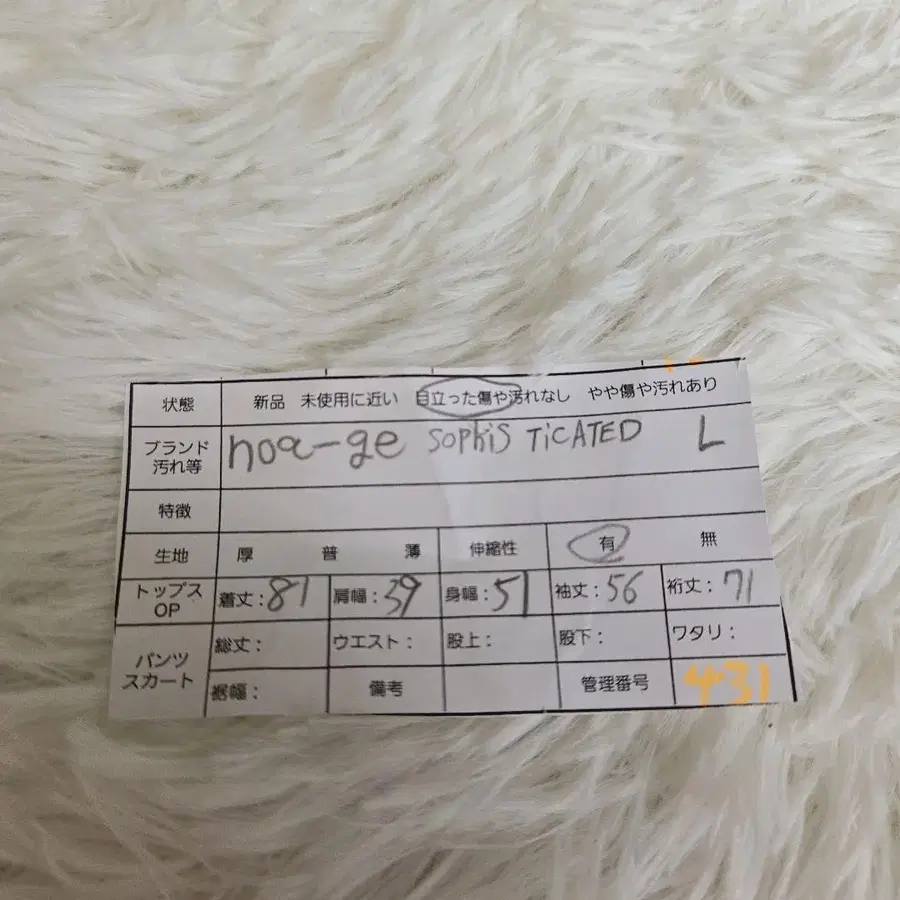 状態 新品 未使用に近い 目立った傷や汚れなし やや傷や汚れあり
ブランド 汚れ等 noa-ge SOPHiS TiCATED L
特徴
生地 厚 普 薄 伸縮性 有 無
トップス OP 着丈:81 肩幅:39 身幅:51 袖丈:56 裄丈:71
パンツ スカート 総丈: ウエスト: 股上: 股下: ワタリ:
裾幅: 備考 管理番号 431